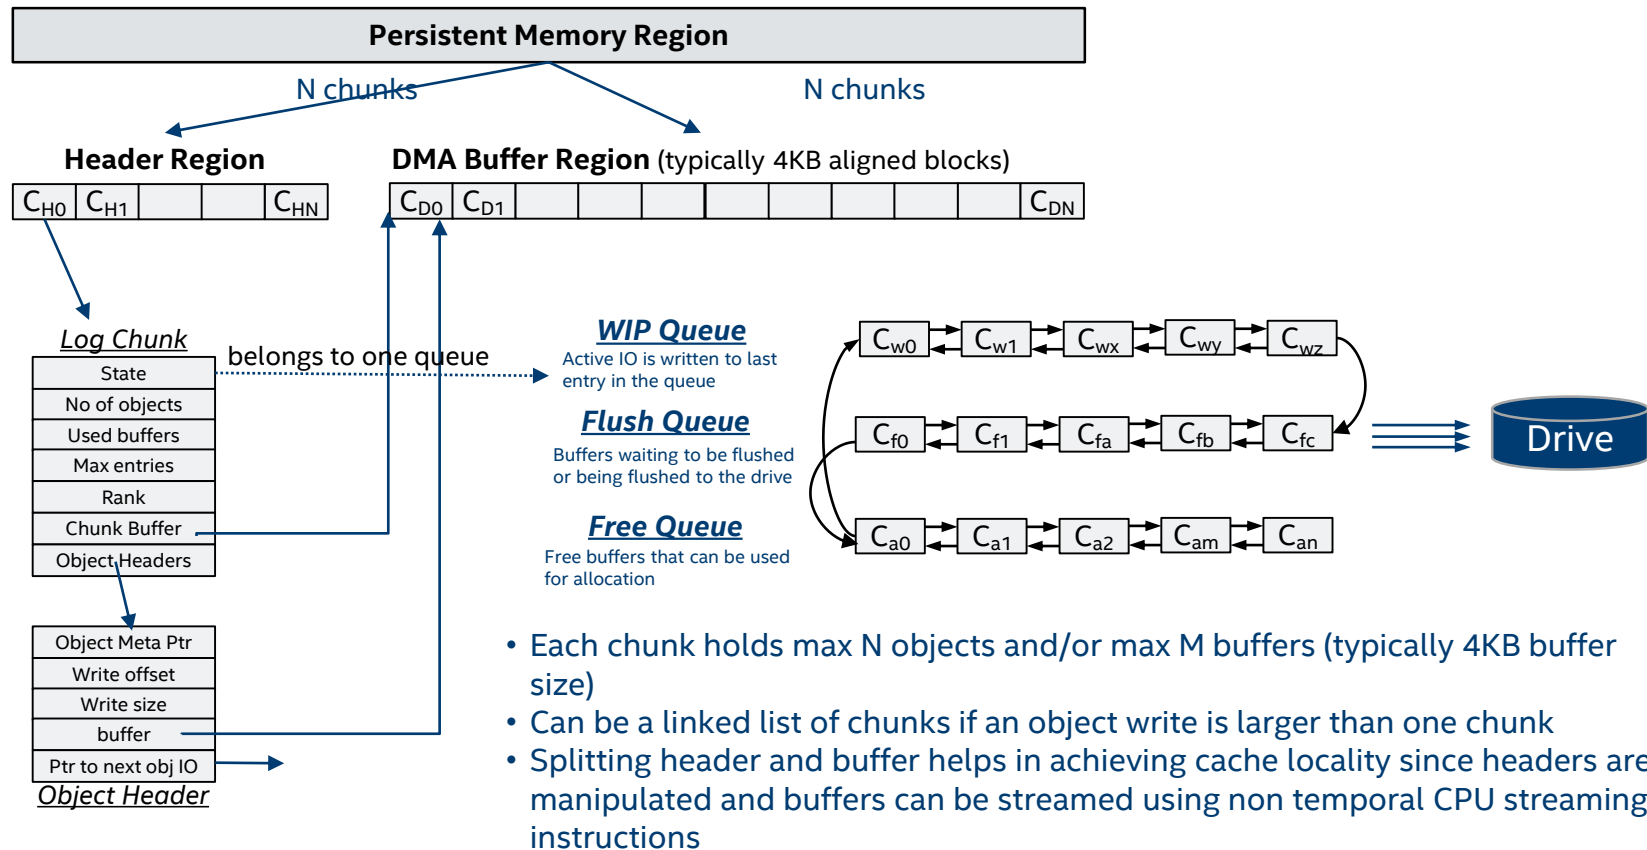 Persistent Memory Region
N chunks
N chunks
Header Region
DMA Buffer Region (typically 4KB aligned blocks)
CH0 CH1 CHN
CD0 CD1 CDN
Log Chunk
State
No of objects
Used buffers
Max entries
Rank
Chunk Buffer
Object Headers
belongs to one queue
Object Meta Ptr
Write offset
Write size
buffer
Ptr to next obj IO
Object Header
WIP Queue
Active IO is written to last
entry in the queue
Cw0 Cw1 Cwx Cwy Cwz
Flush Queue
Buffers waiting to be flushed
or being flushed to the drive
Cf0 Cf1 Cfa Cfb Cfc
Drive
Free Queue
Free buffers that can be used
for allocation
Ca0 Ca1 Ca2 Cam Can
• Each chunk holds max N objects and/or max M buffers (typically 4KB buffer
size)
• Can be a linked list of chunks if an object write is larger than one chunk
• Splitting header and buffer helps in achieving cache locality since headers are
manipulated and buffers can be streamed using non temporal CPU streaming
instructions